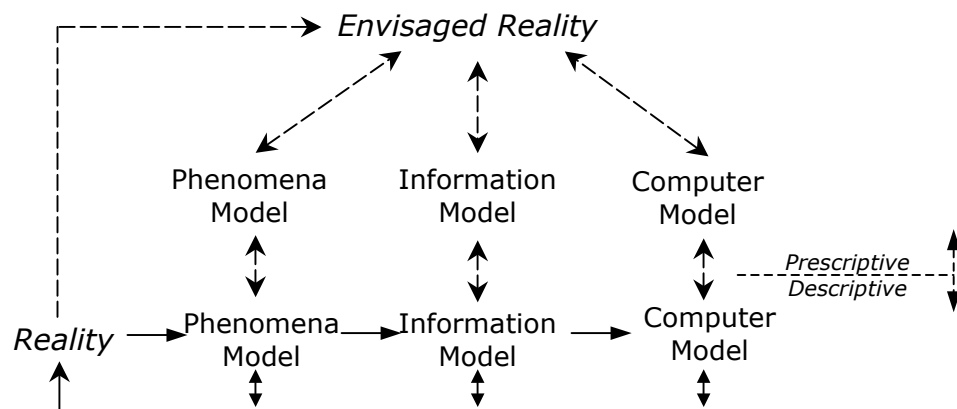 Envisaged Reality
Phenomena
Model
Information
Model
Computer
Model
Prescriptive
Descriptive
Reality
Phenomena
Model
Information
Model
Computer
Model